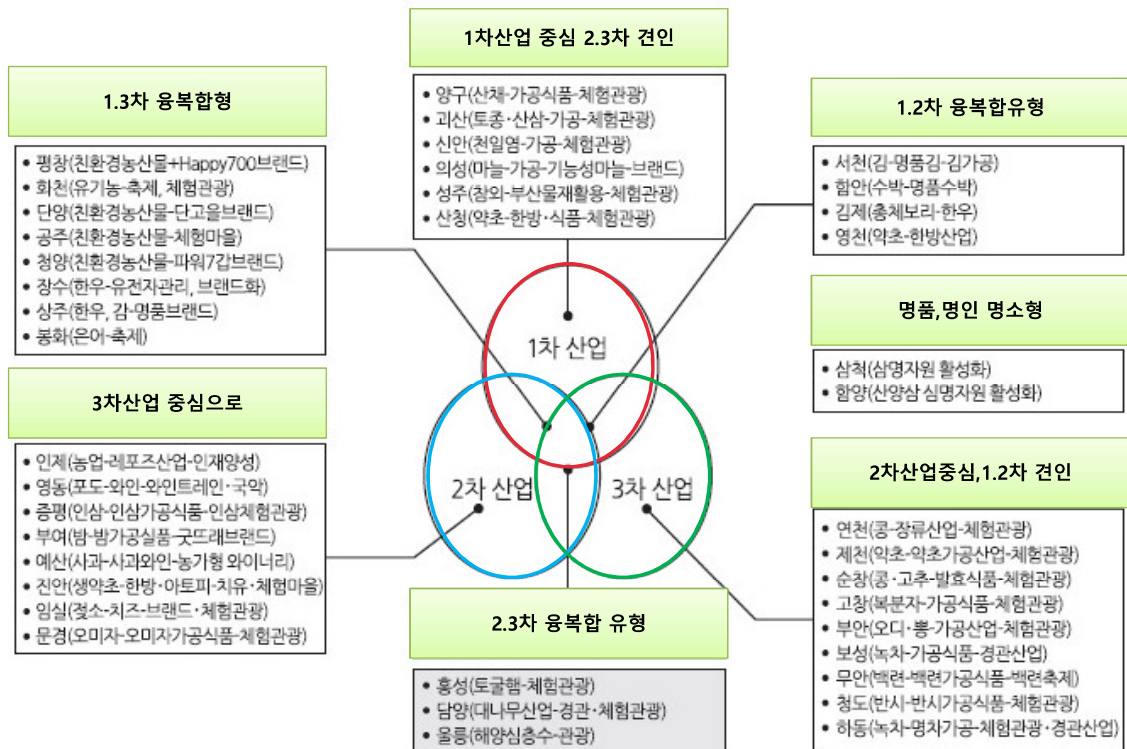 1차산업 중심 2.3차 견인
• 양구(산채-가공식품-체험관광)
• 괴산(토종·산삼-가공-체험관광)
• 신안(천일염-가공-체험관광)
• 의성(마늘-가공-기능성마늘-브랜드)
• 성주(참외-부산물재활용-체험관광)
• 산청(약초-한방·식품-체험관광)
1.3차 융복합형
• 평창(친환경농산물+Happy700브랜드)
• 화천(유기농-축제, 체험관광)
• 단양(친환경농산물-단고을브랜드)
• 공주(친환경농산물-체험마을)
• 청양(친환경농산물-파워7갑브랜드)
• 장수(한우-유전자관리, 브랜드화)
• 상주(한우, 감-명품브랜드)
• 봉화(은어-축제)
1.2차 융복합유형
• 서천(김-명품김-김가공)
• 함안(수박-명품수박)
• 김제(총체보리-한우)
• 영천(약초-한방산업)
명품,명인 명소형
• 삼척(삼명자원 활성화)
• 함양(산양삼 심명자원 활성화)
1차 산업
2차 산업
3차 산업
3차산업 중심으로
• 인제(농업-레포즈산업-인재양성)
• 영동(포도-와인-와인트레인·국악)
• 증평(인삼-인삼가공식품-인삼체험관광)
• 부여(밤-밤가공실품-굿뜨래브랜드)
• 예산(사과-사과와인-농가형 와이너리)
• 진안(생약초-한방·아토피-치유·체험마을)
• 임실(젖소-치즈-브랜드·체험관광)
• 문경(오미자-오미자가공식품-체험관광)
2.3차 융복합 유형
• 홍성(토굴햄-체험관광)
• 담양(대나무산업-경관·체험관광)
• 울릉(해양심층수-관광)
2차산업중심,1.2차 견인
• 연천(콩-장류산업-체험관광)
• 제천(약초-약초가공산업-체험관광)
• 순창(콩·고추-발효식품-체험관광)
• 고창(복분자-가공식품-체험관광)
• 부안(오디·뽕-가공산업-체험관광)
• 보성(녹차-가공식품-경관산업)
• 무안(백련-백련가공식품-백련축제)
• 청도(반시-반시가공식품-체험관광)
• 하동(녹차-명차가공-체험관광·경관산업)